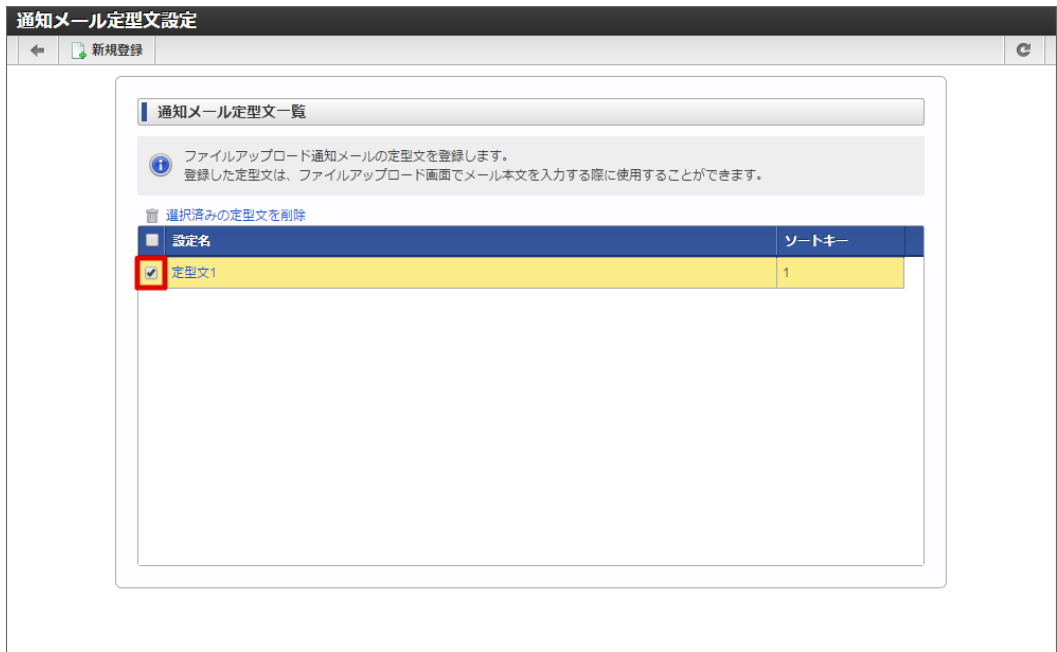 通知メール定型文設定
新規登録
通知メール定型文一覧
ファイルアップロード通知メールの定型文を登録します。
登録した定型文は、ファイルアップロード画面でメール本文を入力する際に使用することができます。
選択済みの定型文を削除
設定名 ソートキー
定型文1 1